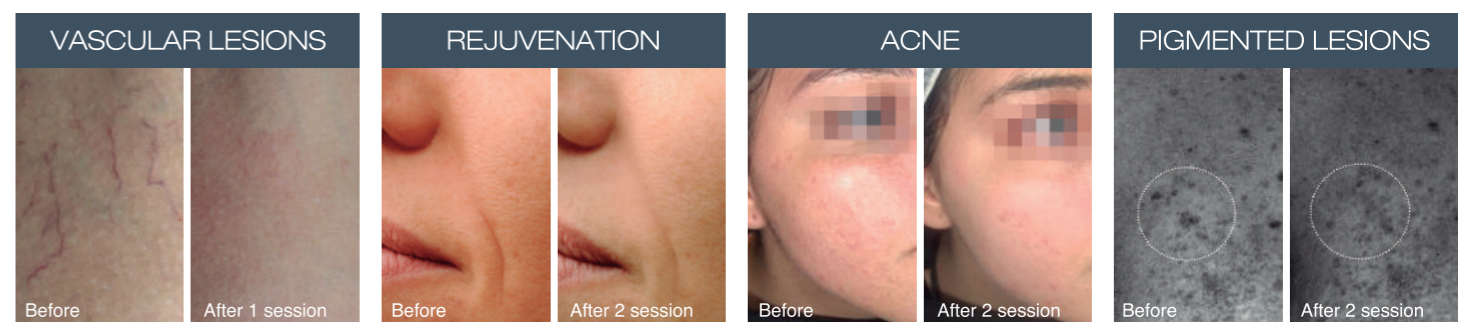 VASCULAR LESIONS
Before
After 1 session
REJUVENATION
Before
After 2 session
ACNE
Before
After 2 session
PIGMENTED LESIONS
Before
After 2 session